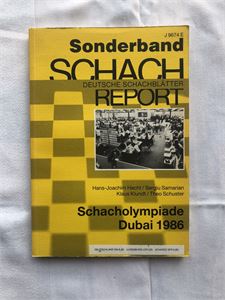 J 9674 E
Sonderband
SCHACH
DEUTSCHE SCHACHBLÄTTER
REPORT
Hans-Joachim Hecht / Sergiu Samarian
Klaus Klundt / Theo Schuster
Schacholympiade
Dubai 1986